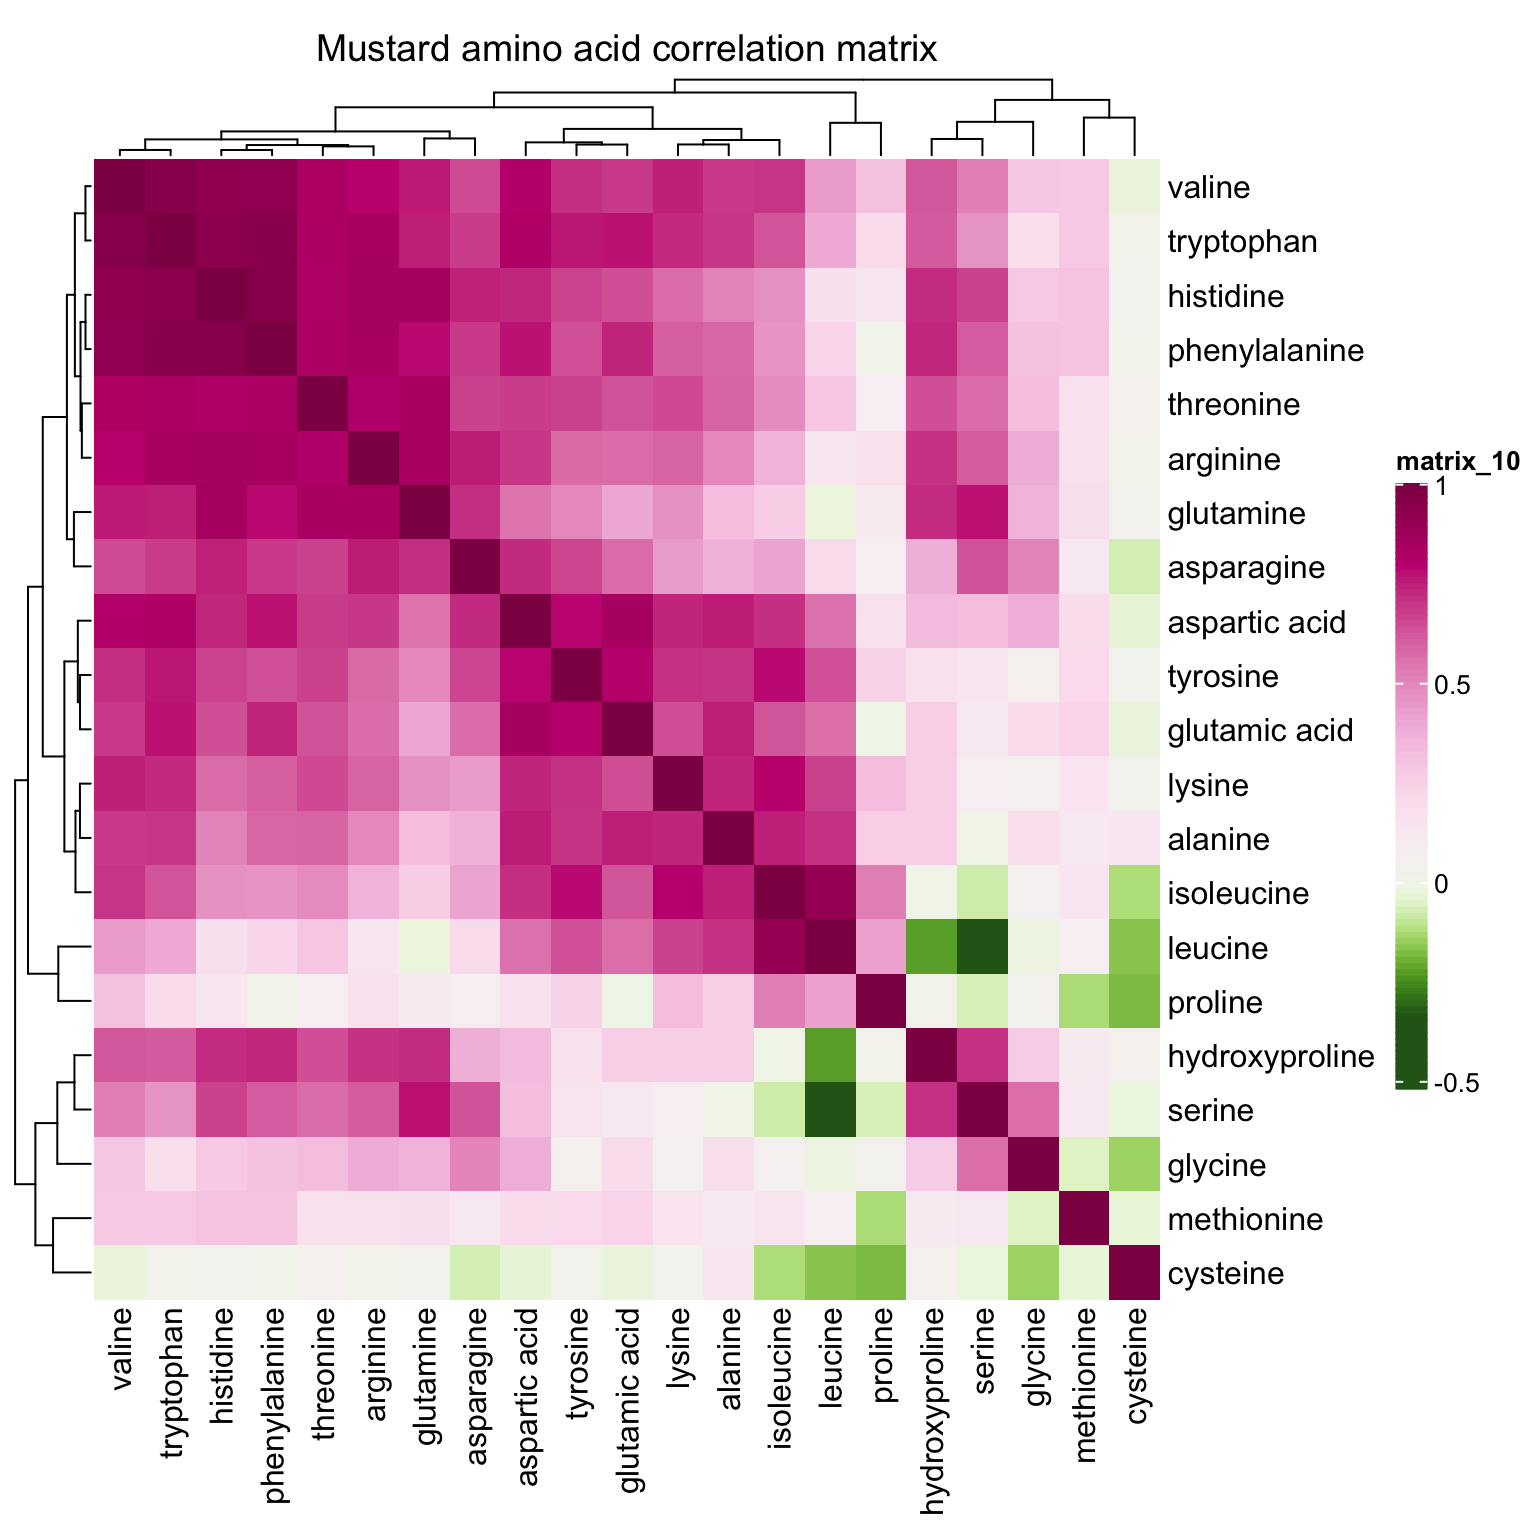 Mustard amino acid correlation matrix
valine
tryptophan
histidine
phenylalanine
threonine
arginine
glutamine
asparagine
aspartic acid
tyrosine
glutamic acid
lysine
alanine
isoleucine
leucine
proline
hydroxyproline
serine
glycine
methionine
cysteine
matrix_10
1
0.5
0
-0.5
valine
tryptophan
histidine
phenylalanine
threonine
arginine
glutamine
asparagine
aspartic acid
tyrosine
glutamic acid
lysine
alanine
isoleucine
leucine
proline
hydroxyproline
serine
glycine
methionine
cysteine